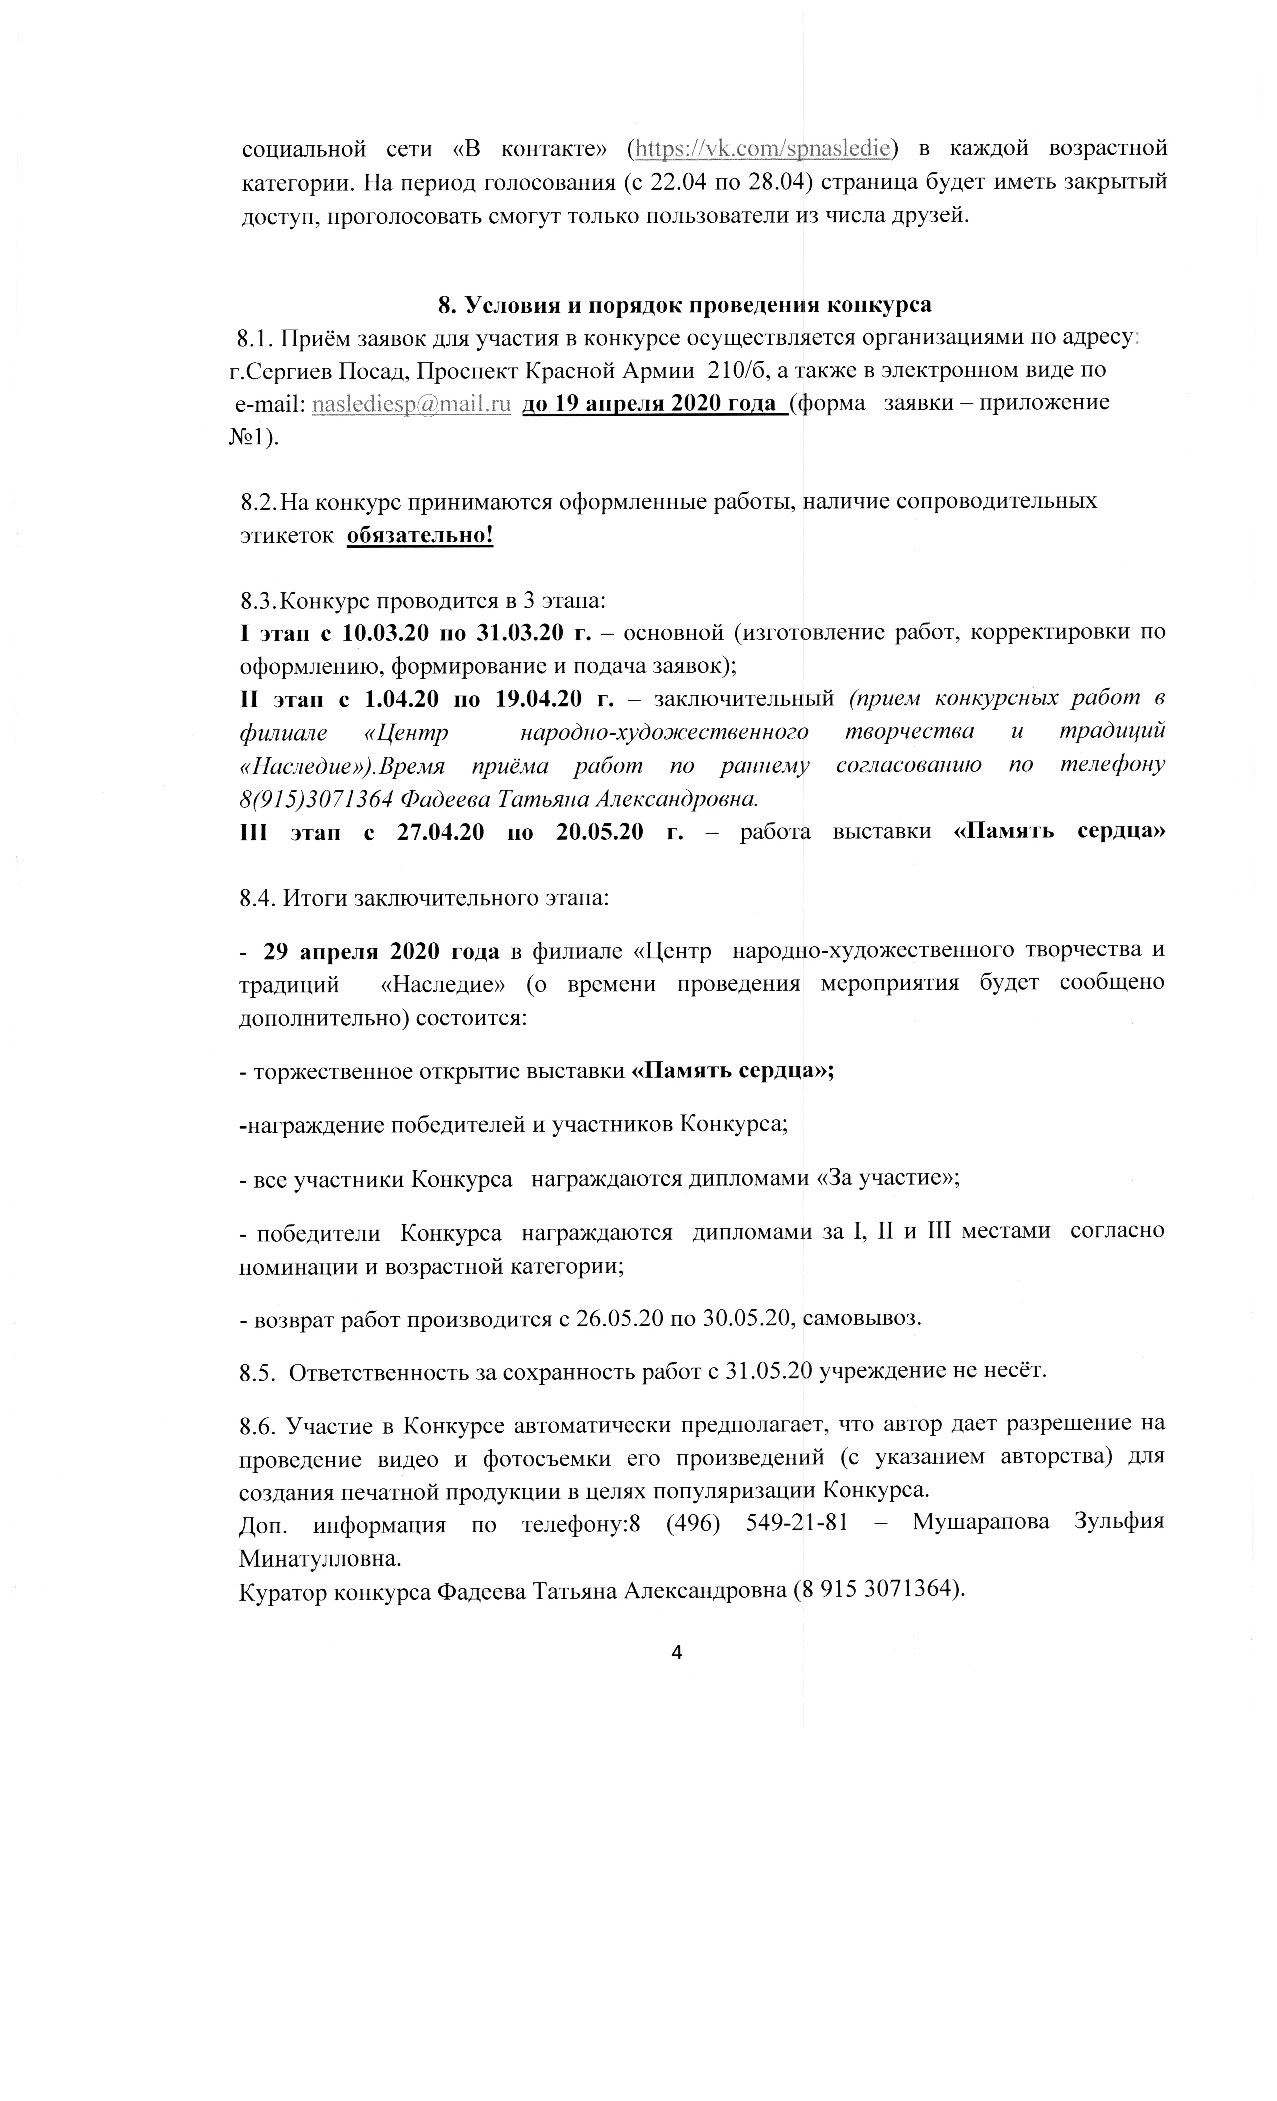 социальной сети «В контакте» (https://vk.com/spnasledie) в каждой возрастной
категории. На период голосования (с 22.04 по 28.04) страница будет иметь закрытый
доступ, проголосовать смогут только пользователи из числа друзей.
8. Условия и порядок проведения конкурса
8.1. Приём заявок для участия в конкурсе осуществляется организациями по адресу:
г.Сергиев Посад, Проспект Красной Армии 210/б, а также в электронном виде по
e-mail: naslediesp@mail.ru до 19 апреля 2020 года (форма заявки – приложение
№1).
8.2.На конкурс принимаются оформленные работы, наличие сопроводительных
этикеток обязательно!
8.3.Конкурс проводится в 3 этапа:
I этап с 10.03.20 по 31.03.20 г. – основной (изготовление работ, корректировки по
оформлению, формирование и подача заявок);
II этап с 1.04.20 по 19.04.20 г. – заключительный (прием конкурсных работ в
филиале «Центр народно-художественного творчества и традиций
«Наследие»).Время приёма работ по раннему согласованию по телефону
8(915)3071364 Фадеева Татьяна Александровна.
III этап с 27.04.20 по 20.05.20 г. – работа выставки «Память сердца»
8.4. Итоги заключительного этапа:
- 29 апреля 2020 года в филиале «Центр народно-художественного творчества и
традиций «Наследие» (о времени проведения мероприятия будет сообщено
дополнительно) состоится:
- торжественное открытие выставки «Память сердца»;
-награждение победителей и участников Конкурса;
- все участники Конкурса награждаются дипломами «За участие»;
- победители Конкурса награждаются дипломами за I, II и III местами согласно
номинации и возрастной категории;
- возврат работ производится с 26.05.20 по 30.05.20, самовывоз.
8.5. Ответственность за сохранность работ с 31.05.20 учреждение не несёт.
8.6. Участие в Конкурсе автоматически предполагает, что автор дает разрешение на
проведение видео и фотосъемки его произведений (с указанием авторства) для
создания печатной продукции в целях популяризации Конкурса.
Доп. информация по телефону:8 (496) 549-21-81 – Мушарапова Зульфия
Минатулловна.
Куратор конкурса Фадеева Татьяна Александровна (8 915 3071364).
4